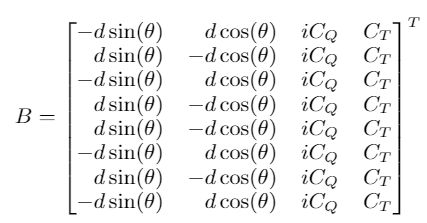 B = [ −d sin(θ) d cos(θ) iC_Q C_T ]^T
d sin(θ) −d cos(θ) iC_Q C_T
−d sin(θ) d cos(θ) iC_Q C_T
d sin(θ) −d cos(θ) iC_Q C_T
d sin(θ) −d cos(θ) iC_Q C_T
−d sin(θ) d cos(θ) iC_Q C_T
d sin(θ) −d cos(θ) iC_Q C_T
−d sin(θ) d cos(θ) iC_Q C_T